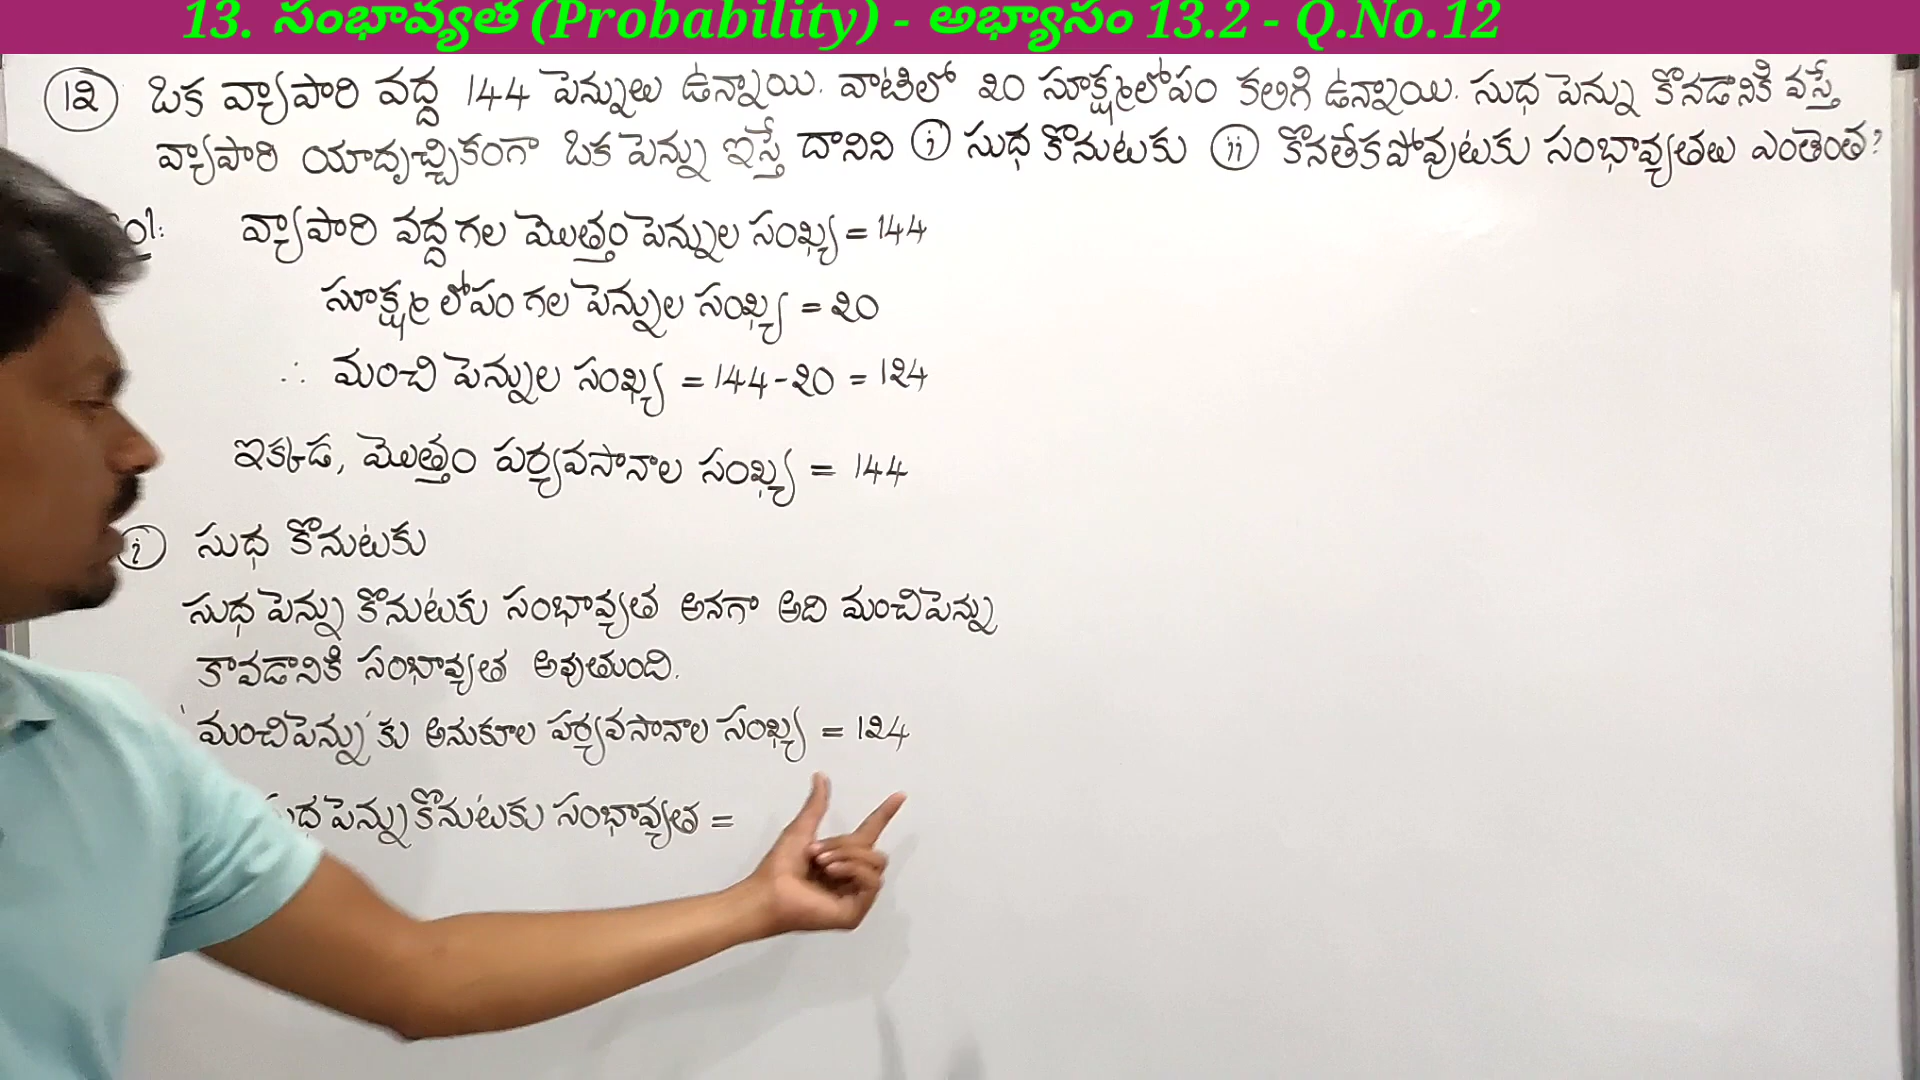 13. సంభావ్యత (Probability) - అభ్యాసం 13.2 - Q.No.12
12 ఒక వ్యాపారి వద్ద 144 పెన్నులు ఉన్నాయి. వాటిలో 20 సూక్ష్మలోపం కలిగి ఉన్నాయి. సుధ పెన్ను కొనడానికి వస్తే
వ్యాపారి యాదృచ్ఛికంగా ఒక పెన్ను ఇస్తే దానిని i సుధ కొనుటకు ii కొనలేకపోవుటకు సంభావ్యతలు ఎంతెంత?
వ్యాపారి వద్ద గల మొత్తం పెన్నుల సంఖ్య = 144
సూక్ష్మ లోపం గల పెన్నుల సంఖ్య = 20
∴ మంచి పెన్నుల సంఖ్య = 144-20 = 124
ఇక్కడ, మొత్తం పర్యవసానాల సంఖ్య = 144
i సుధ కొనుటకు
సుధ పెన్ను కొనుటకు సంభావ్యత అనగా అది మంచిపెన్ను
కావడానికి సంభావ్యత అవుతుంది.
'మంచిపెన్ను' కు అనుకూల పర్యవసానాల సంఖ్య = 124
పెన్ను కొనుటకు సంభావ్యత =